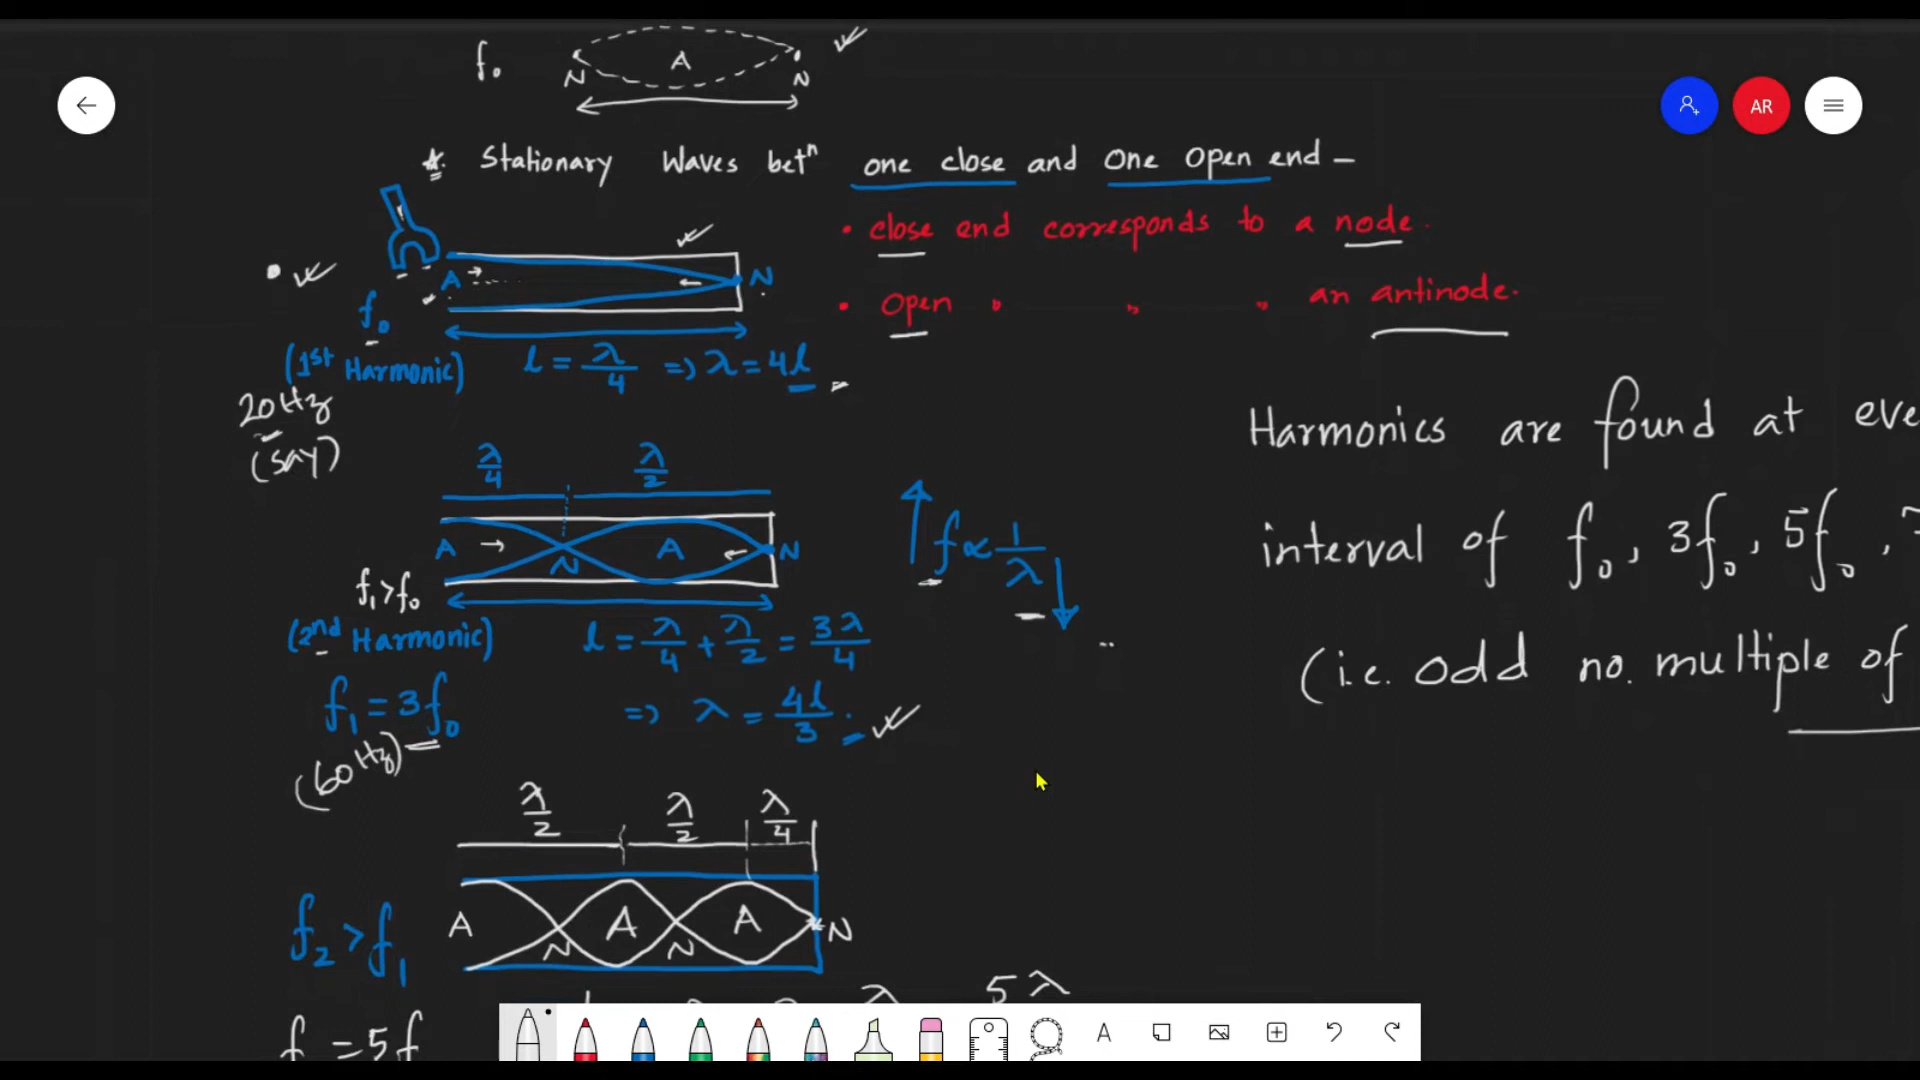 f₀ N A N
AR
* Stationary Waves betⁿ one close and One Open end –
• close end corresponds to a node.
A N
• Open " " " an antinode.
f₀
(1st Harmonic) l = λ/4 => λ = 4l
20Hz
(say)
Harmonics are found at eve
λ/4 λ/2
A N A N
f ∝ 1/λ
interval of f₀, 3f₀, 5f₀, 7
f₁>f₀
(2nd Harmonic) l = λ/4 + λ/2 = 3λ/4
(i.e. odd no. multiple of
f₁ = 3f₀ => λ = 4l/3.
(60Hz)
λ/2 λ/2 λ/4
A N A N A N
f₂ > f₁
5λ
f = 5f
A